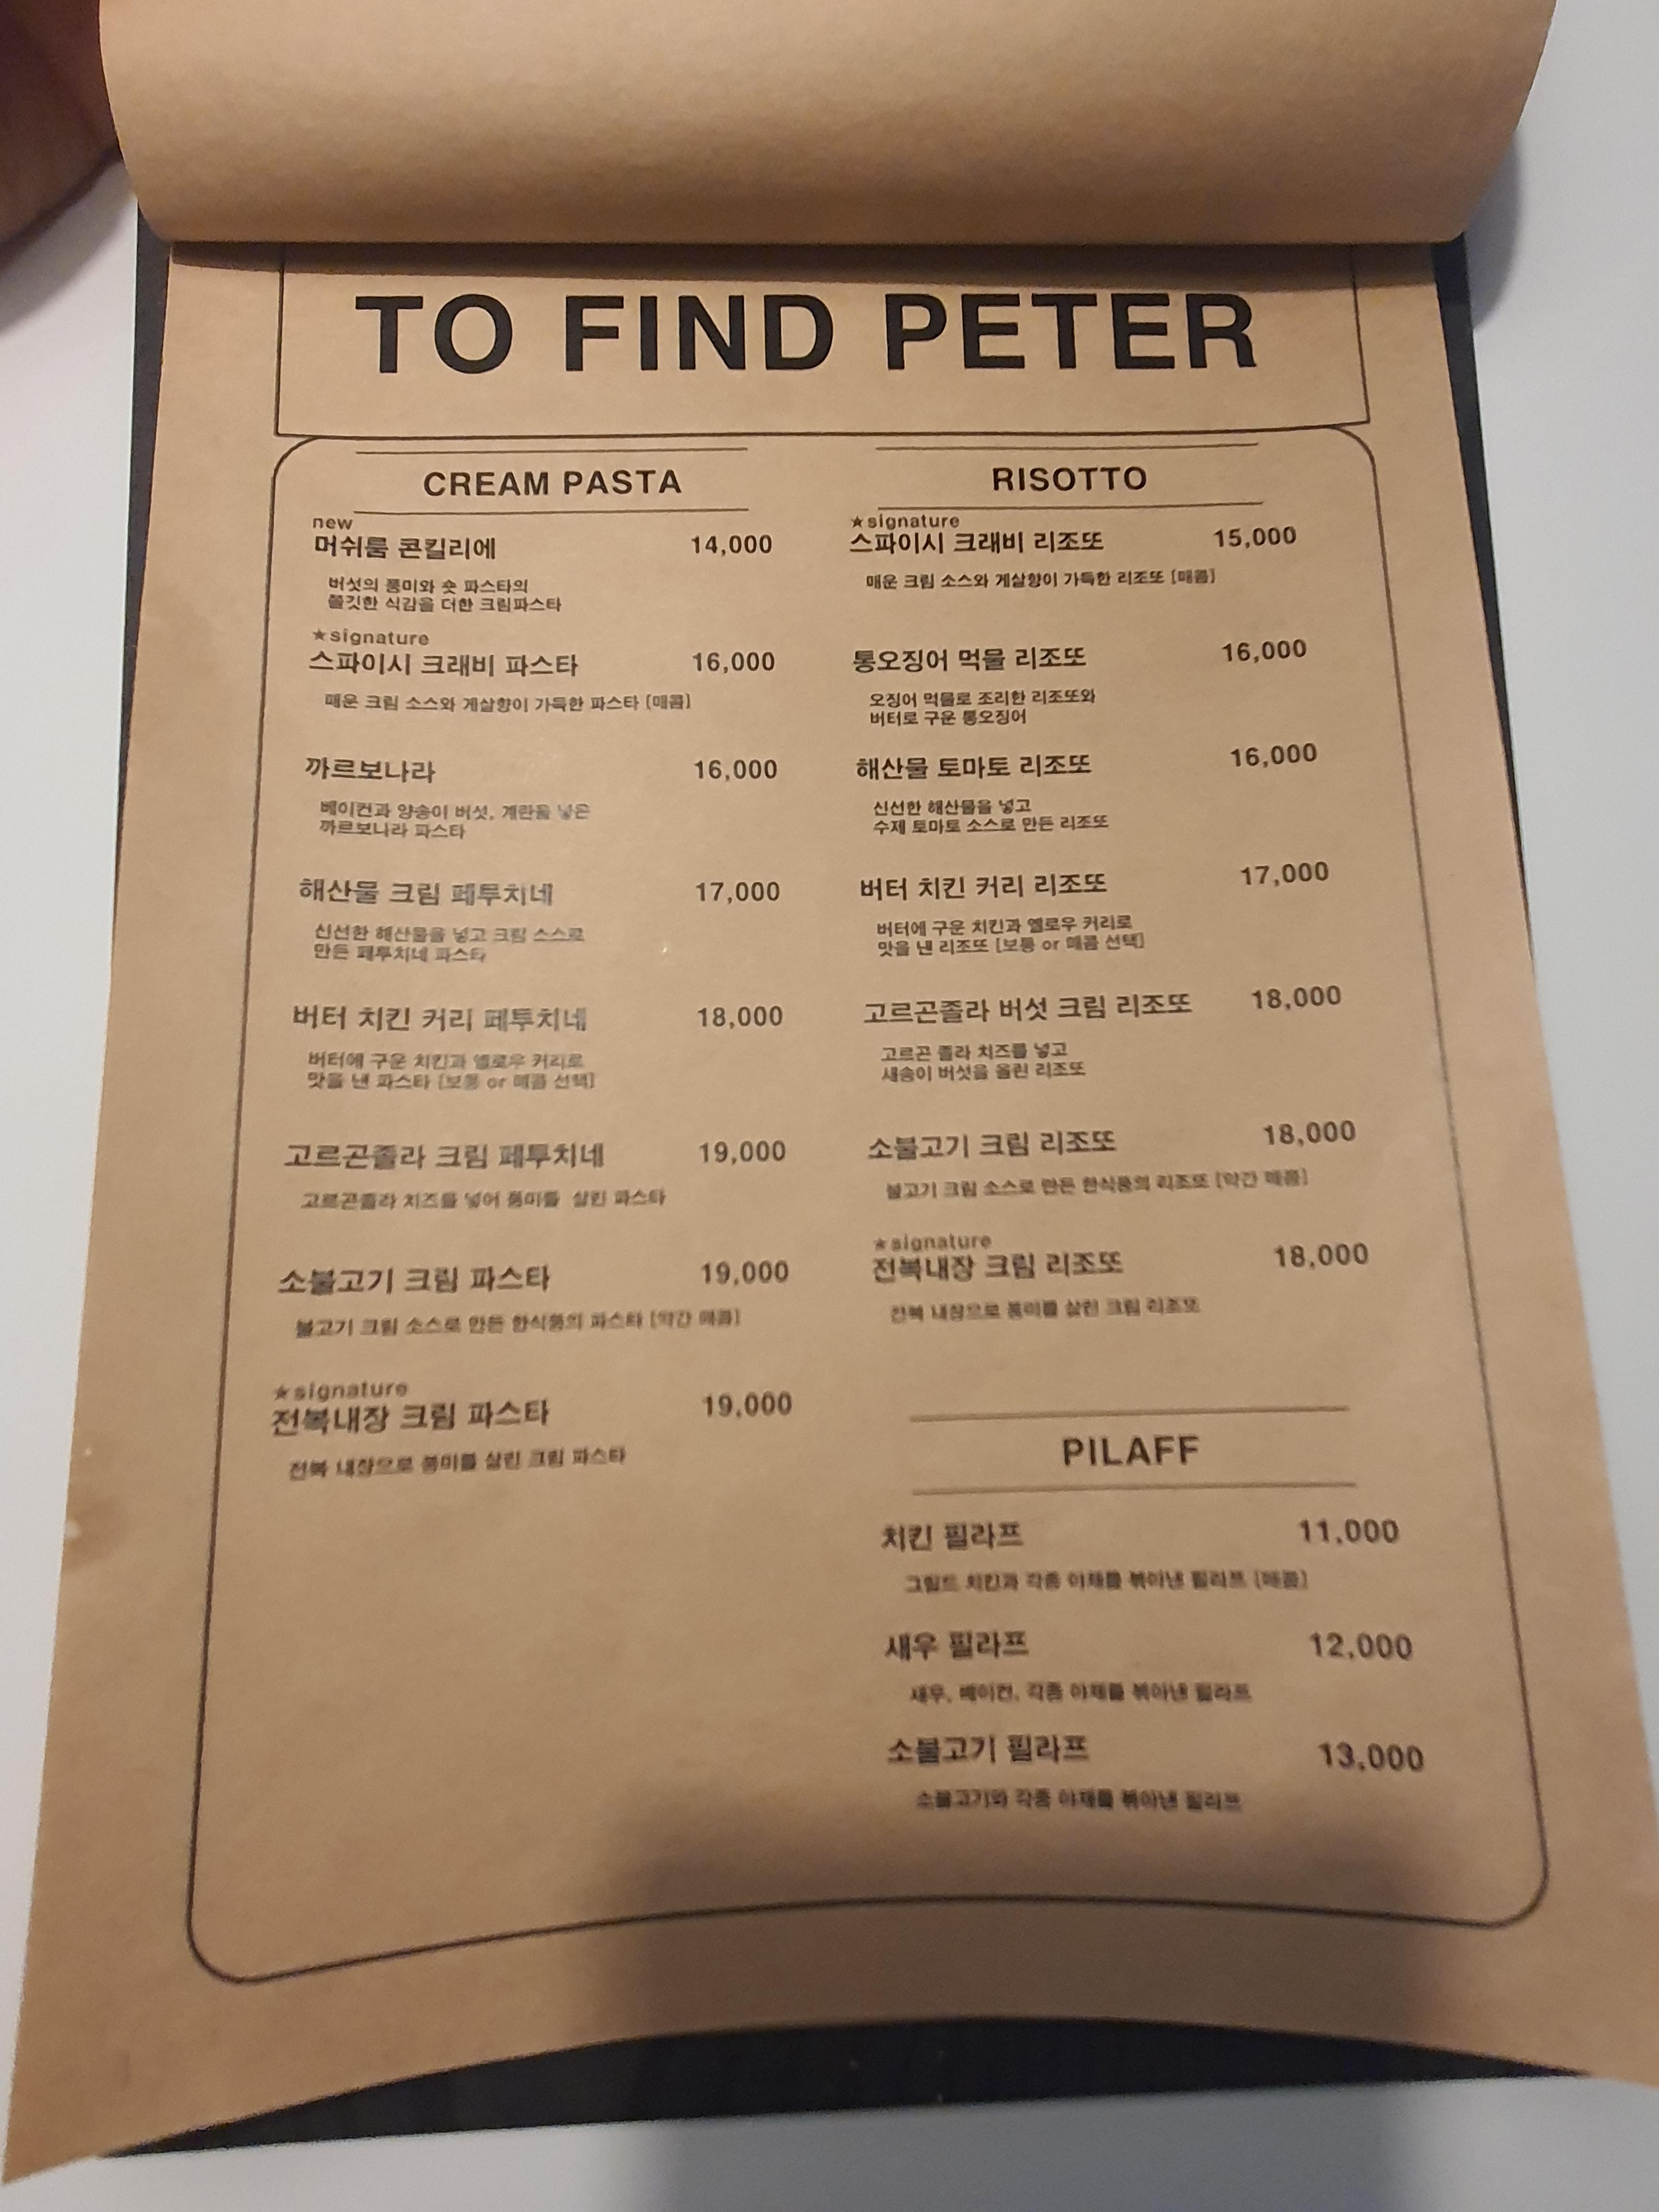 TO FIND PETER
CREAM PASTA
new
머쉬룸 콘킬리에 14,000
버섯의 풍미와 숏 파스타의
쫄깃한 식감을 더한 크림파스타
★signature
스파이시 크래비 파스타 16,000
매운 크림 소스와 게살향이 가득한 파스타 [매콤]
까르보나라 16,000
베이컨과 양송이 버섯, 계란을 넣은
까르보나라 파스타
해산물 크림 페투치네 17,000
신선한 해산물을 넣고 크림 소스로
만든 페투치네 파스타
버터 치킨 커리 페투치네 18,000
버터에 구운 치킨과 옐로우 커리로
맛을 낸 파스타 [보통 or 매콤 선택]
고르곤졸라 크림 페투치네 19,000
고르곤졸라 치즈를 넣어 풍미를 살린 파스타
소불고기 크림 파스타 19,000
불고기 크림 소스로 만든 한식풍의 파스타 [약간 매콤]
★signature
전복내장 크림 파스타 19,000
전복 내장으로 풍미를 살린 크림 파스타
RISOTTO
★signature
스파이시 크래비 리조또 15,000
매운 크림 소스와 게살향이 가득한 리조또 [매콤]
통오징어 먹물 리조또 16,000
오징어 먹물로 조리한 리조또와
버터로 구운 통오징어
해산물 토마토 리조또 16,000
신선한 해산물을 넣고
수제 토마토 소스로 만든 리조또
버터 치킨 커리 리조또 17,000
버터에 구운 치킨과 옐로우 커리로
맛을 낸 리조또 [보통 or 매콤 선택]
고르곤졸라 버섯 크림 리조또 18,000
고르곤 졸라 치즈를 넣고
새송이 버섯을 올린 리조또
소불고기 크림 리조또 18,000
불고기 크림 소스로 만든 한식풍의 리조또 [약간 매콤]
★signature
전복내장 크림 리조또 18,000
전복 내장으로 풍미를 살린 크림 리조또
PILAFF
치킨 필라프 11,000
그릴드 치킨과 각종 야채를 볶아낸 필라프 [매콤]
새우 필라프 12,000
새우, 베이컨, 각종 야채를 볶아낸 필라프
소불고기 필라프 13,000
소불고기와 각종 야채를 볶아낸 필라프